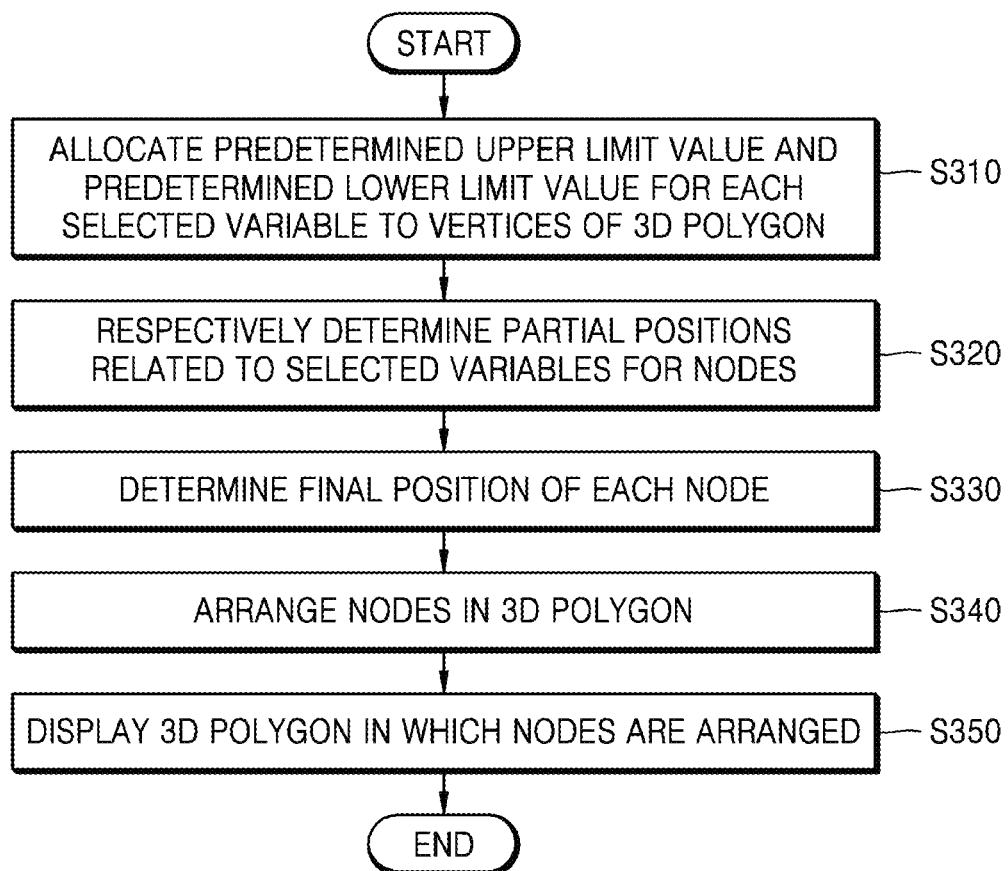 START
ALLOCATE PREDETERMINED UPPER LIMIT VALUE AND
PREDETERMINED LOWER LIMIT VALUE FOR EACH
SELECTED VARIABLE TO VERTICES OF 3D POLYGON
S310
RESPECTIVELY DETERMINE PARTIAL POSITIONS
RELATED TO SELECTED VARIABLES FOR NODES
S320
DETERMINE FINAL POSITION OF EACH NODE
S330
ARRANGE NODES IN 3D POLYGON
S340
DISPLAY 3D POLYGON IN WHICH NODES ARE ARRANGED
S350
END